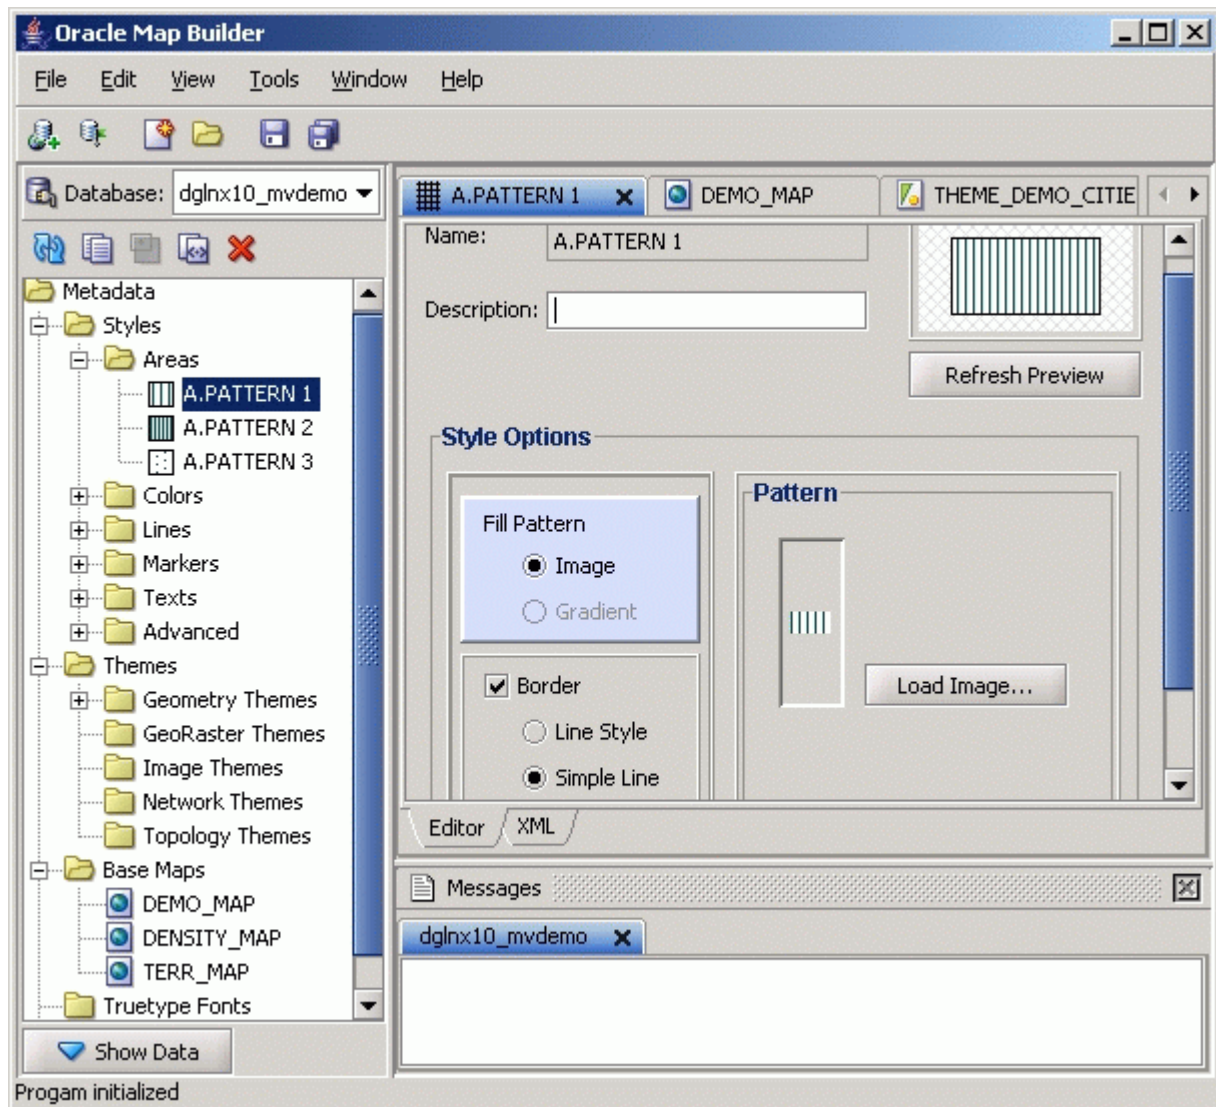 Oracle Map Builder
File Edit View Tools Window Help
Database: dglnx10_mvdemo
Metadata
Styles
Areas
A.PATTERN 1
A.PATTERN 2
A.PATTERN 3
Colors
Lines
Markers
Texts
Advanced
Themes
Geometry Themes
GeoRaster Themes
Image Themes
Network Themes
Topology Themes
Base Maps
DEMO_MAP
DENSITY_MAP
TERR_MAP
Truetype Fonts
Show Data
A.PATTERN 1 DEMO_MAP THEME_DEMO_CITIE
Name: A.PATTERN 1
Description:
Refresh Preview
Style Options
Fill Pattern
Image
Gradient
Border
Line Style
Simple Line
Pattern
Load Image...
Editor XML
Messages
dglnx10_mvdemo
Progam initialized